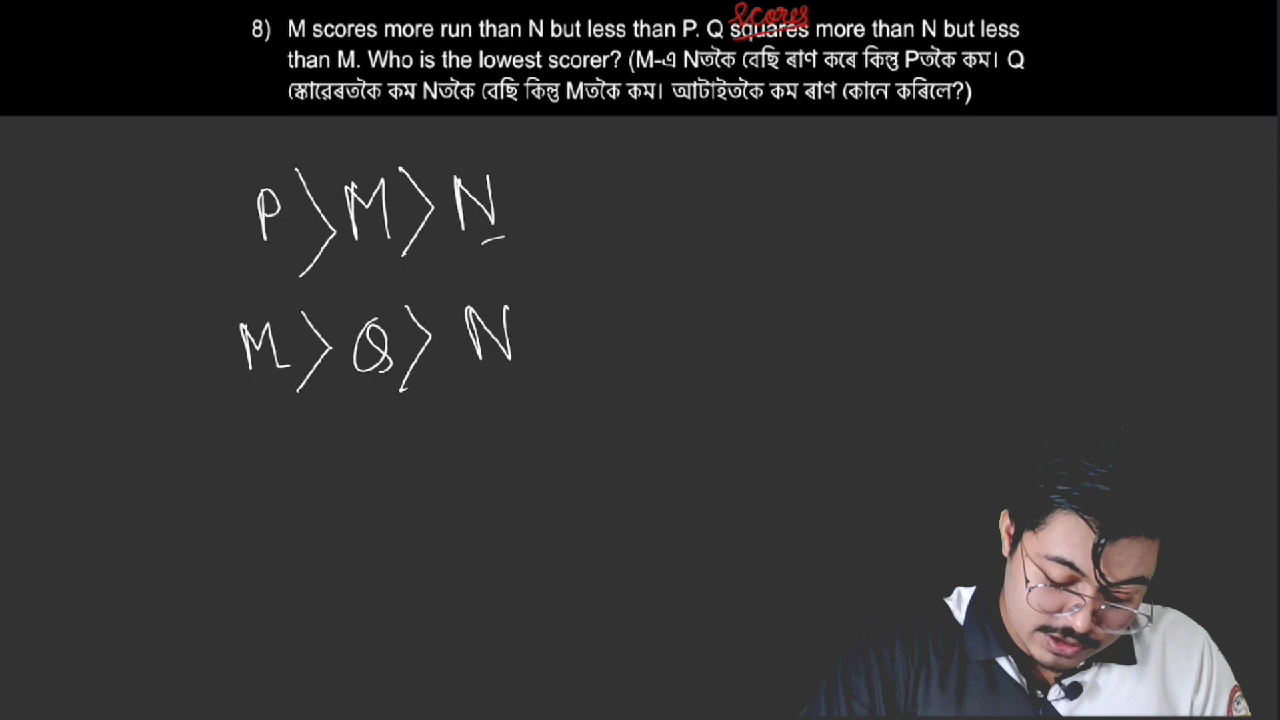 scores
8) M scores more run than N but less than P. Q squares more than N but less
than M. Who is the lowest scorer? (M-এ Nতকৈ বেছি ৰাণ কৰে কিন্তু Pতকৈ কম। Q
স্কোৱেৰতকৈ কম Nতকৈ বেছি কিন্তু Mতকৈ কম। আটাইতকৈ কম ৰাণ কোনে কৰিলে?)
P > M > N
M > Q > N